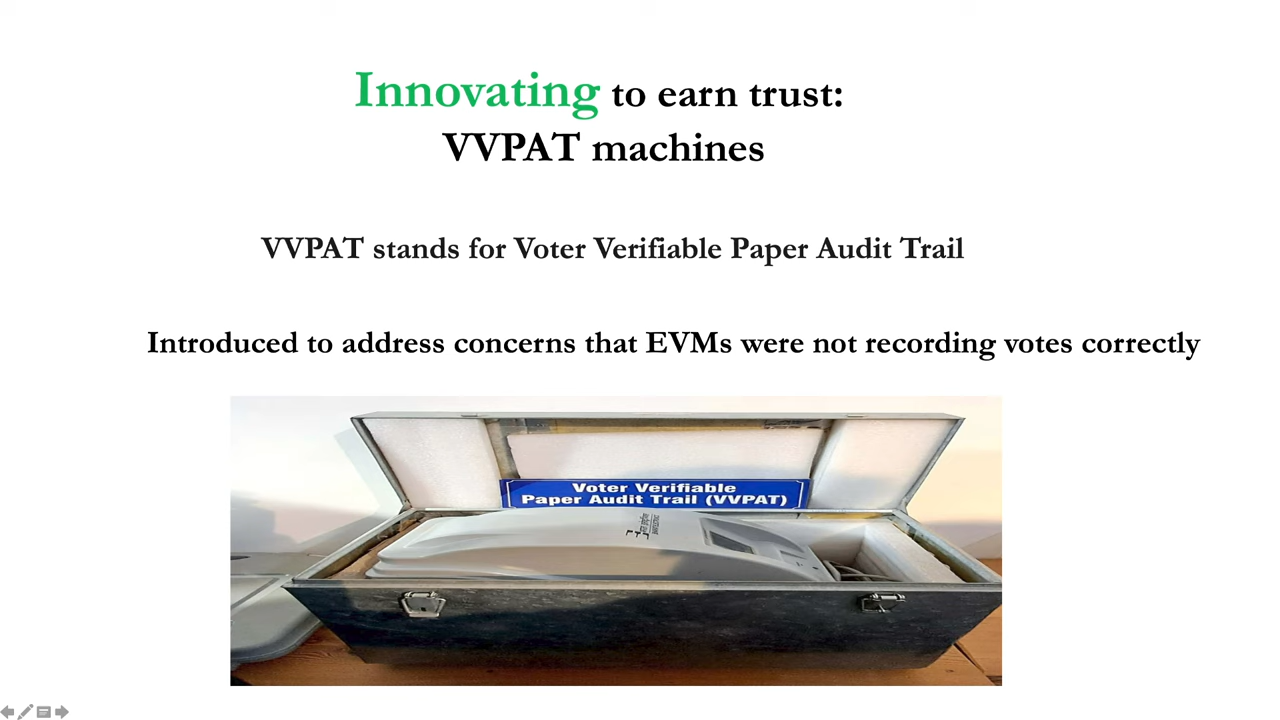 Innovating to earn trust:
VVPAT machines
VVPAT stands for Voter Verifiable Paper Audit Trail
Introduced to address concerns that EVMs were not recording votes correctly
Voter Verifiable
Paper Audit Trail (VVPAT)